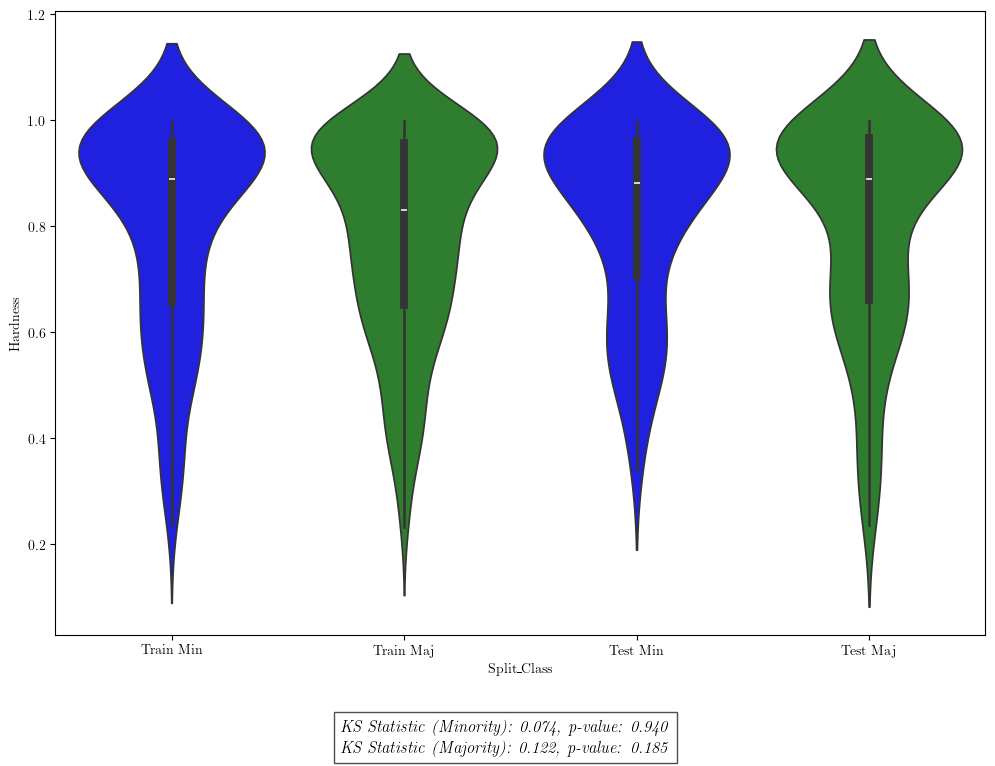 1.2
1.0
0.8
0.6
0.4
0.2
Hardness
Train Min
Train Maj
Test Min
Test Maj
Split_Class
KS Statistic (Minority): 0.074, p-value: 0.940
KS Statistic (Majority): 0.122, p-value: 0.185